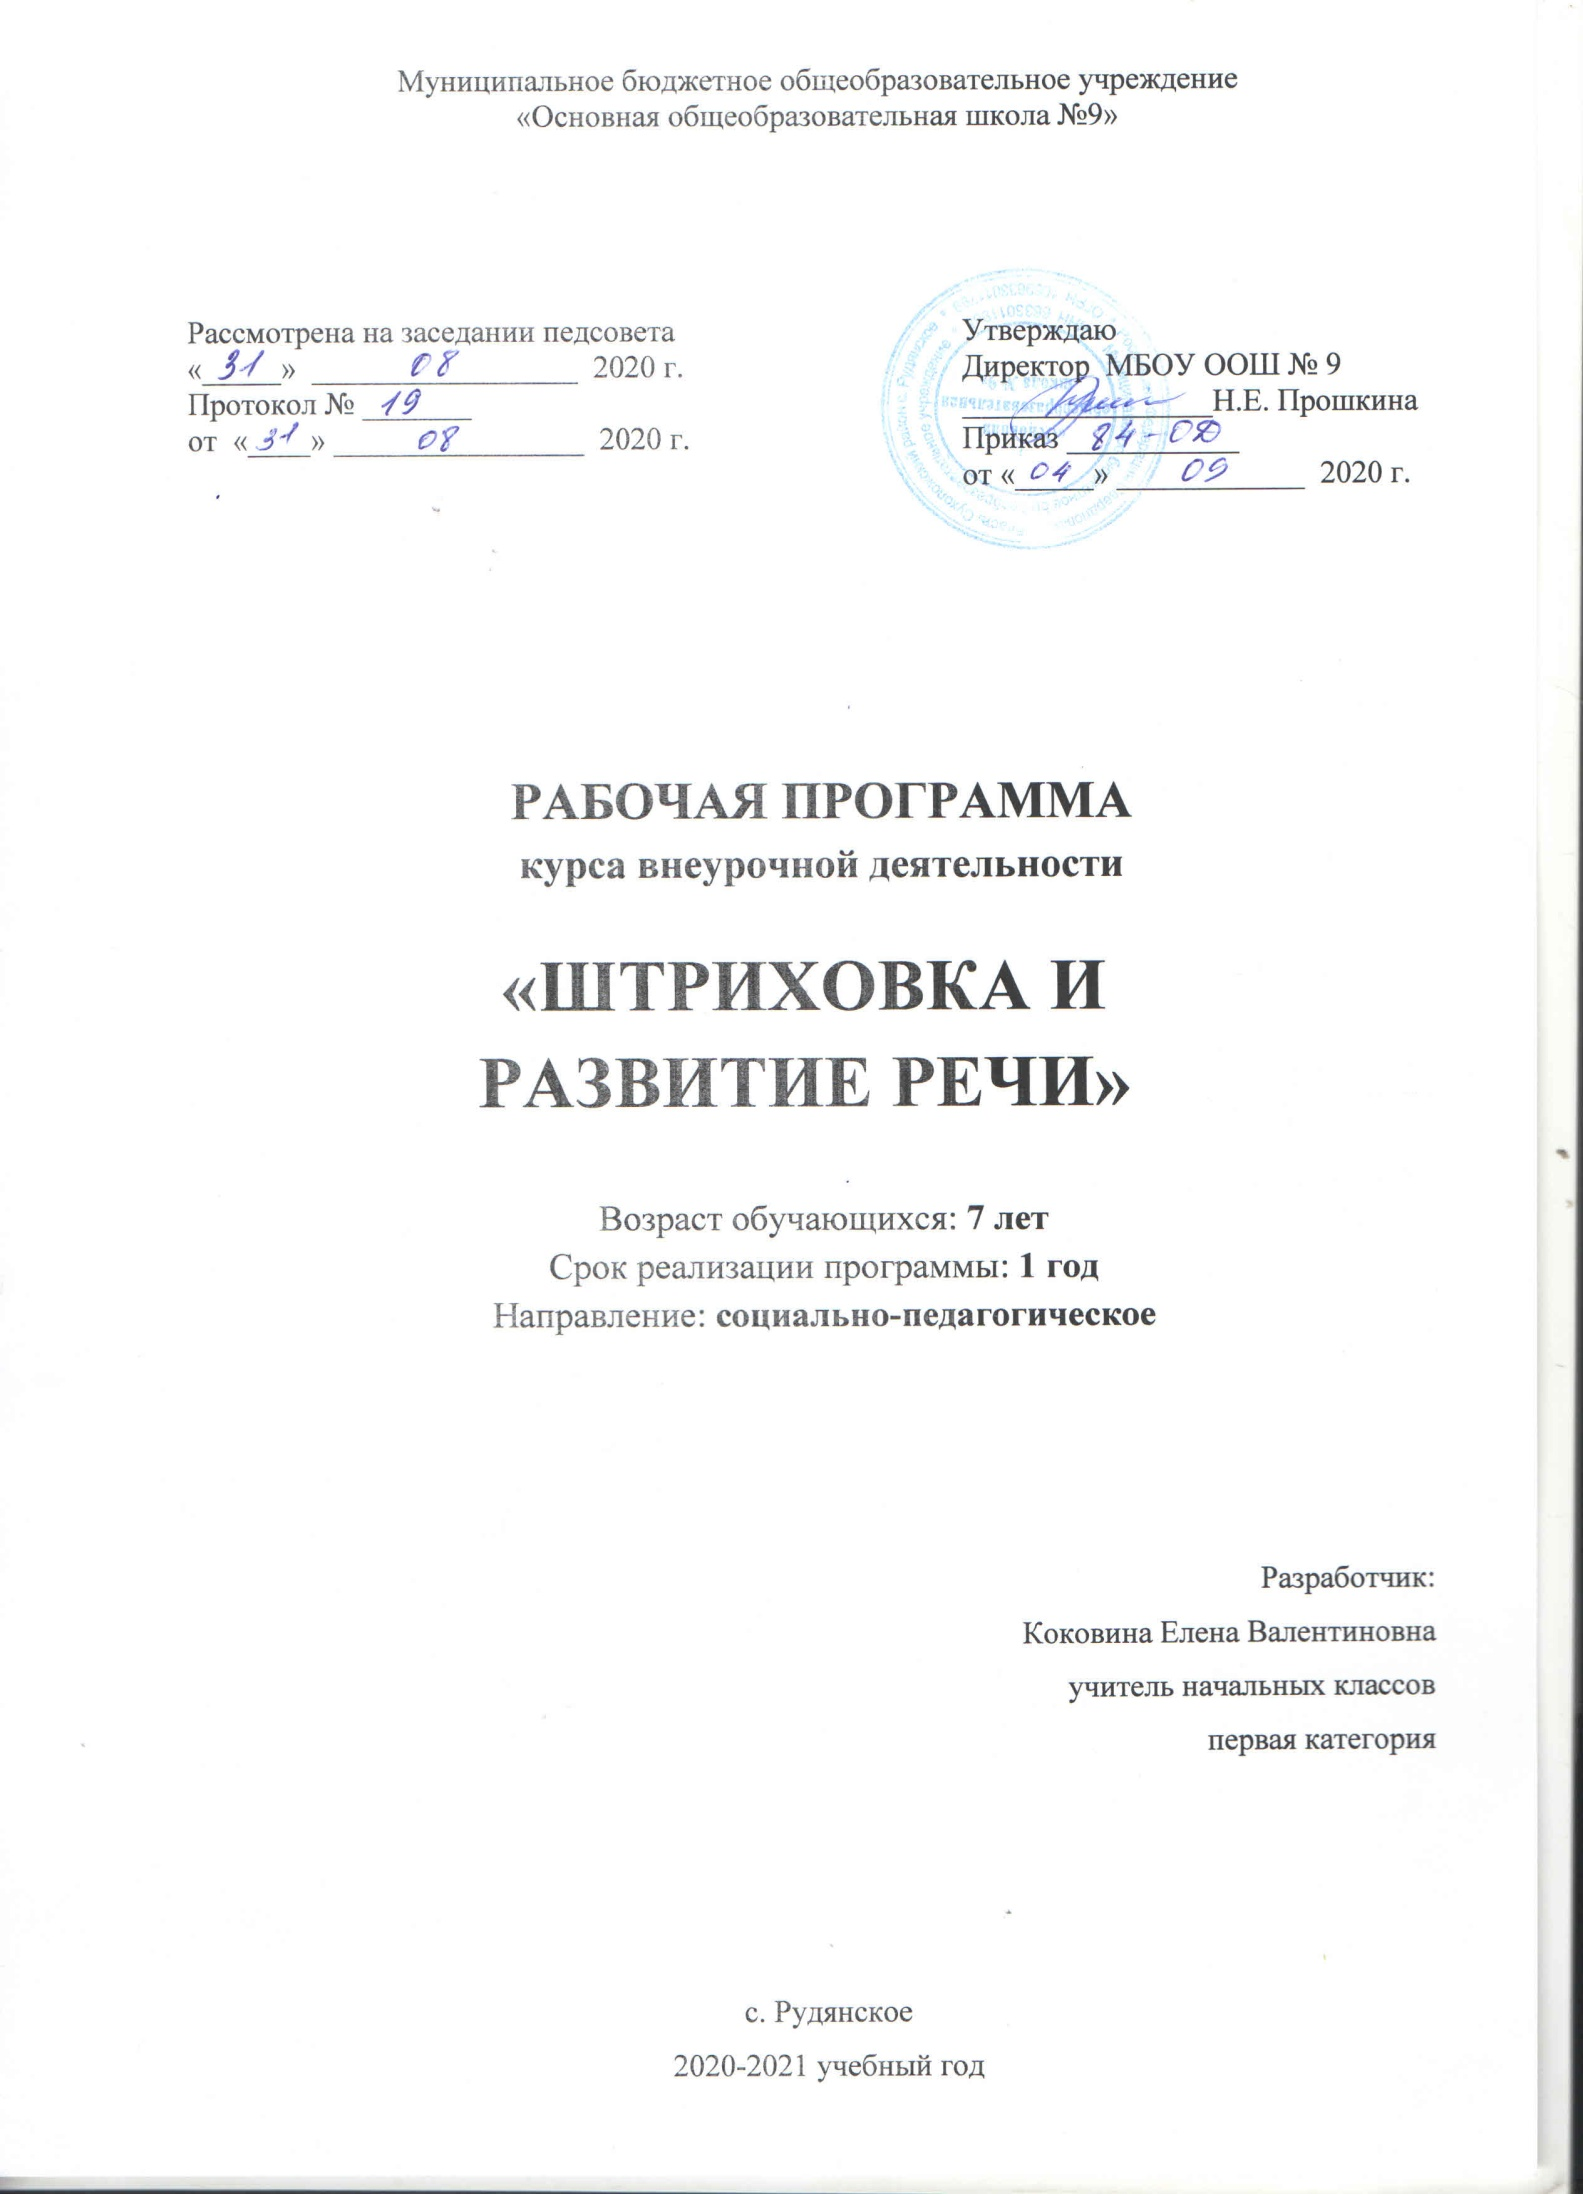 Муниципальное бюджетное общеобразовательное учреждение
«Основная общеобразовательная школа №9»
Рассмотрена на заседании педсовета
« 31 » 08 2020 г.
Протокол № 19
от « 31 » 08 2020 г.
Утверждаю
Директор МБОУ ООШ № 9
Н.Е. Прошкина
Приказ 84-ОД
от « 04 » 09 2020 г.
РАБОЧАЯ ПРОГРАММА
курса внеурочной деятельности
«ШТРИХОВКА И
РАЗВИТИЕ РЕЧИ»
Возраст обучающихся: 7 лет
Срок реализации программы: 1 год
Направление: социально-педагогическое
Разработчик:
Коковина Елена Валентиновна
учитель начальных классов
первая категория
с. Рудянское
2020-2021 учебный год